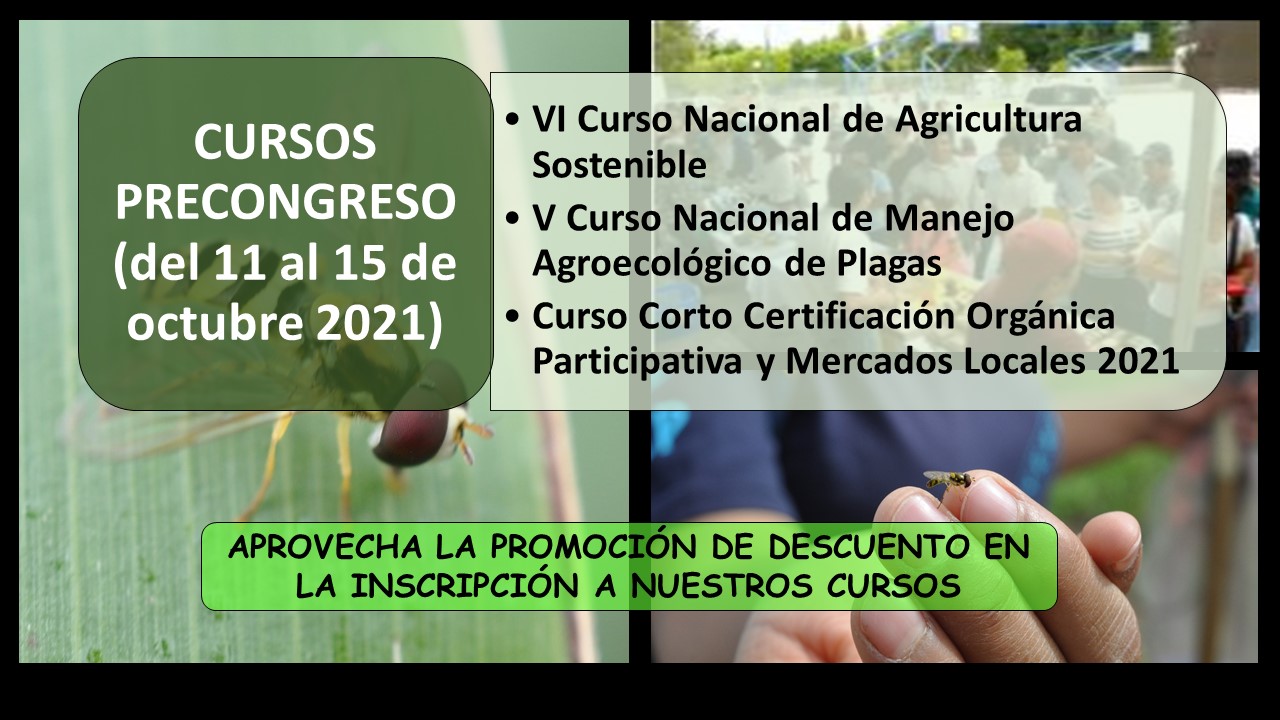 CURSOS
PRECONGRESO
(del 11 al 15 de
octubre 2021)
• VI Curso Nacional de Agricultura
Sostenible
• V Curso Nacional de Manejo
Agroecológico de Plagas
• Curso Corto Certificación Orgánica
Participativa y Mercados Locales 2021
APROVECHA LA PROMOCIÓN DE DESCUENTO EN
LA INSCRIPCIÓN A NUESTROS CURSOS